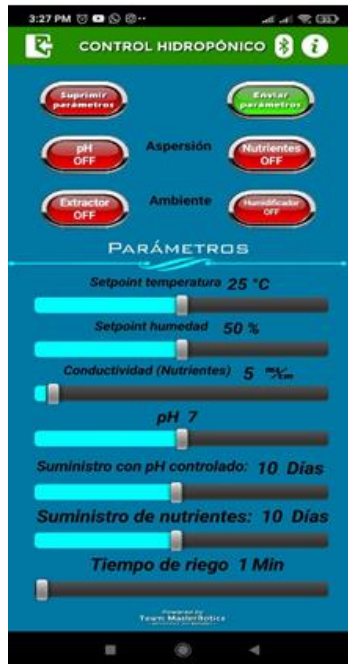 3:27 PM
CONTROL HIDROPÓNICO
Suprimir
parámetros
Enviar
parámetros
pH
OFF
Aspersión
Nutrientes
OFF
Extractor
OFF
Ambiente
Humidificador
OFF
PARÁMETROS
Setpoint temperatura 25 °C
Setpoint humedad 50 %
Conductividad (Nutrientes) 5
pH 7
Suministro con pH controlado: 10 Días
Suministro de nutrientes: 10 Días
Tiempo de riego 1 Min
Powered by
Team MasterBotica